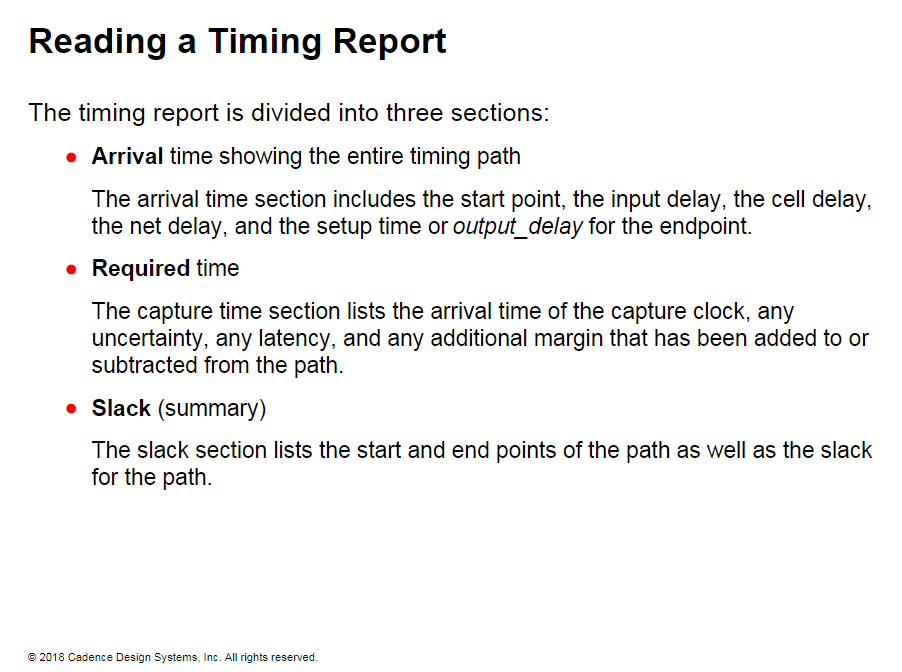 Reading a Timing Report
The timing report is divided into three sections:
● Arrival time showing the entire timing path
The arrival time section includes the start point, the input delay, the cell delay,
the net delay, and the setup time or output_delay for the endpoint.
● Required time
The capture time section lists the arrival time of the capture clock, any
uncertainty, any latency, and any additional margin that has been added to or
subtracted from the path.
● Slack (summary)
The slack section lists the start and end points of the path as well as the slack
for the path.
© 2018 Cadence Design Systems, Inc. All rights reserved.